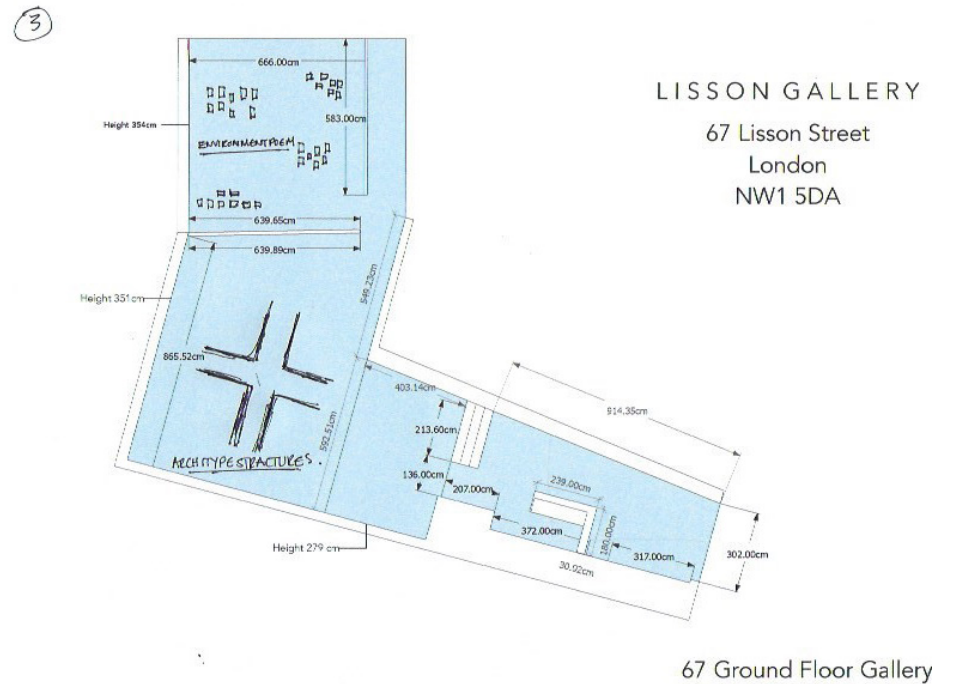 3
LISSON GALLERY
67 Lisson Street
London
NW1 5DA
666.00cm
583.00cm
Height 354cm
ENVIRONMENT POEM
639.65cm
639.89cm
549.23cm
Height 351cm
865.52cm
403.14cm
914.35cm
213.60cm
592.51cm
ARCHITYPE STRACTURES.
136.00cm
207.00cm
239.00cm
372.00cm
180.00cm
317.00cm
302.00cm
Height 279 cm
30.02cm
67 Ground Floor Gallery